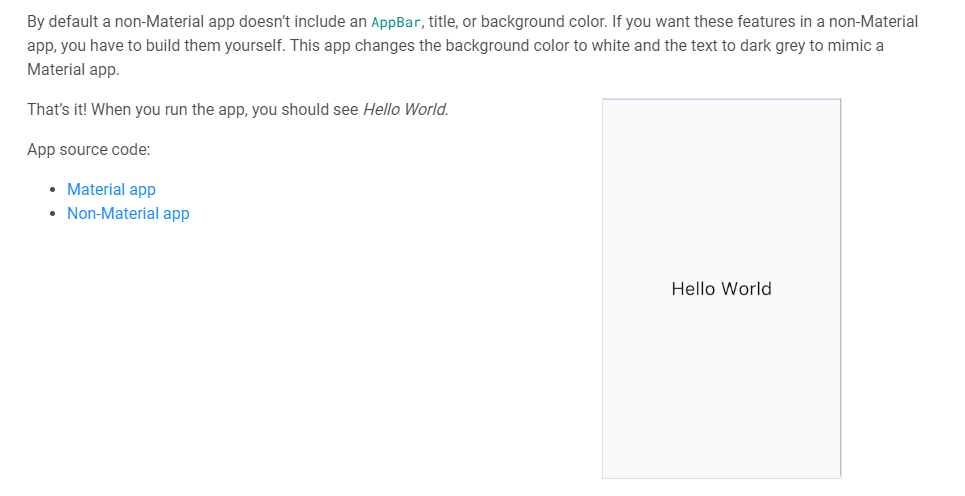 By default a non-Material app doesn’t include an AppBar, title, or background color. If you want these features in a non-Material
app, you have to build them yourself. This app changes the background color to white and the text to dark grey to mimic a
Material app.
That’s it! When you run the app, you should see Hello World.
App source code:
Material app
Non-Material app
Hello World